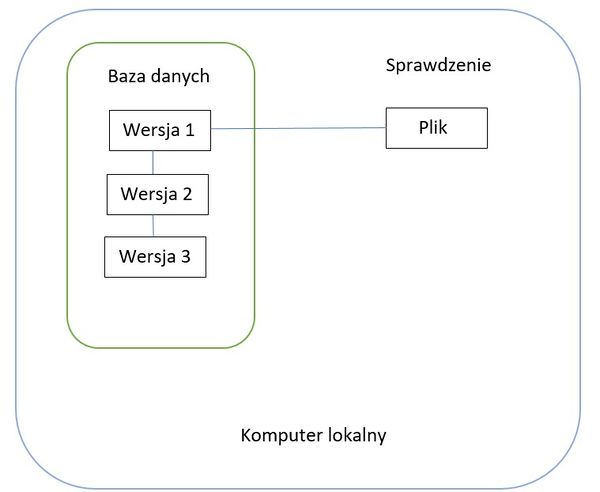 Baza danych
Wersja 1
Wersja 2
Wersja 3
Sprawdzenie
Plik
Komputer lokalny